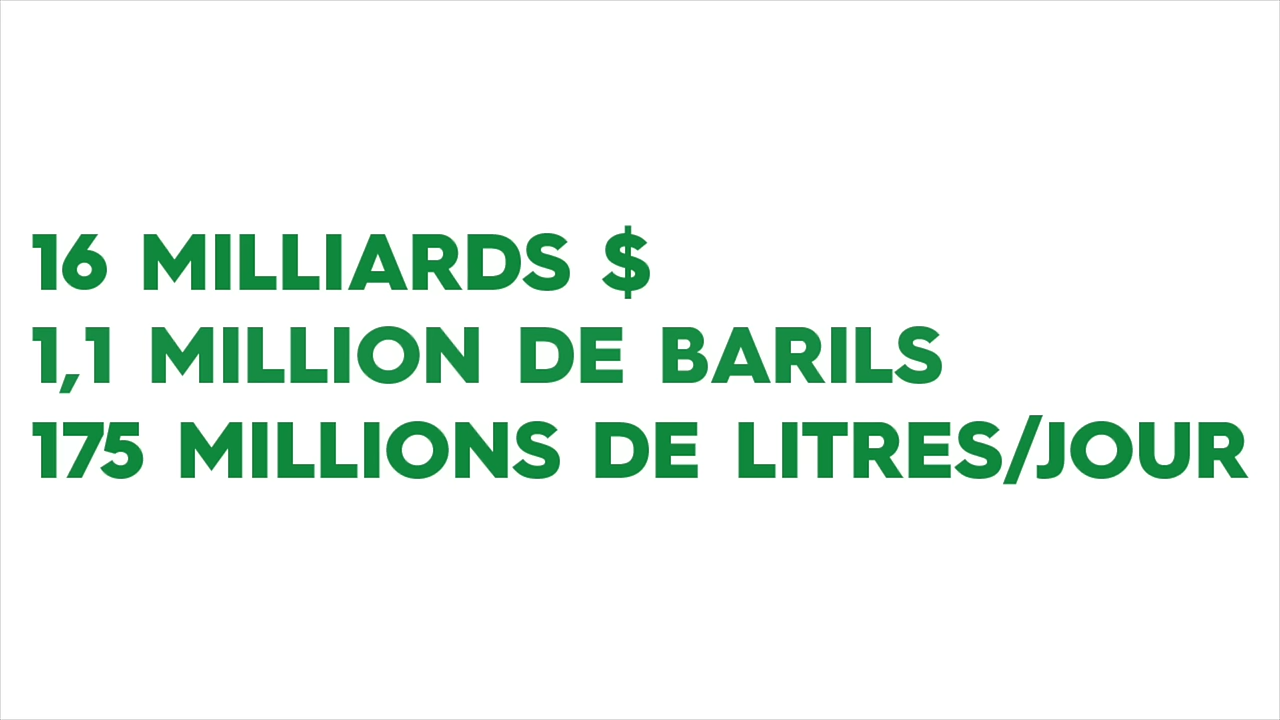 16 MILLIARDS $
1,1 MILLION DE BARILS
175 MILLIONS DE LITRES/JOUR